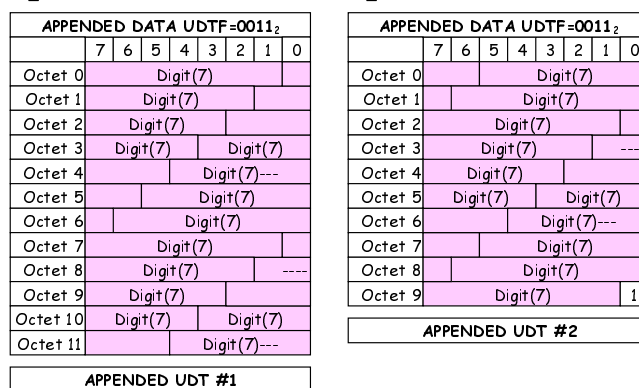 APPENDED DATA UDTF=0011₂
7 6 5 4 3 2 1 0
Octet 0 Digit(7)
Octet 1 Digit(7)
Octet 2 Digit(7)
Octet 3 Digit(7) Digit(7)
Octet 4 Digit(7)---
Octet 5 Digit(7)
Octet 6 Digit(7)
Octet 7 Digit(7)
Octet 8 Digit(7) ----
Octet 9 Digit(7)
Octet 10 Digit(7) Digit(7)
Octet 11 Digit(7)---
APPENDED UDT #1
APPENDED DATA UDTF=0011₂
7 6 5 4 3 2 1 0
Octet 0 Digit(7)
Octet 1 Digit(7)
Octet 2 Digit(7)
Octet 3 Digit(7) ---
Octet 4 Digit(7)
Octet 5 Digit(7) Digit(7)
Octet 6 Digit(7)---
Octet 7 Digit(7)
Octet 8 Digit(7)
Octet 9 Digit(7) 1
APPENDED UDT #2